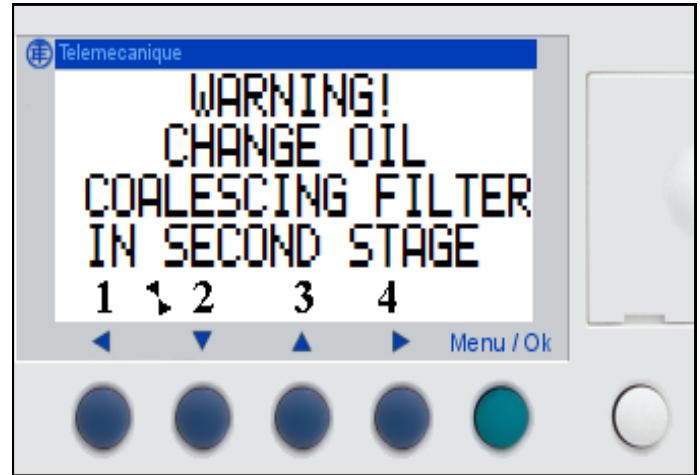 Telemecanique
WARNING!
CHANGE OIL
COALESCING FILTER
IN SECOND STAGE
1 2 3 4
Menu / Ok